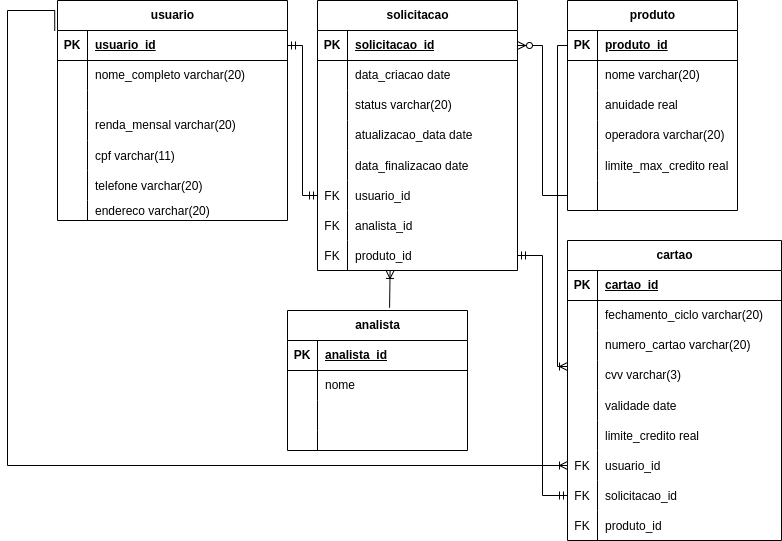 usuario
PK usuario_id
nome_completo varchar(20)
renda_mensal varchar(20)
cpf varchar(11)
telefone varchar(20)
endereco varchar(20)
solicitacao
PK solicitacao_id
data_criacao date
status varchar(20)
atualizacao_data date
data_finalizacao date
FK usuario_id
FK analista_id
FK produto_id
produto
PK produto_id
nome varchar(20)
anuidade real
operadora varchar(20)
limite_max_credito real
analista
PK analista_id
nome
cartao
PK cartao_id
fechamento_ciclo varchar(20)
numero_cartao varchar(20)
cvv varchar(3)
validade date
limite_credito real
FK usuario_id
FK solicitacao_id
FK produto_id